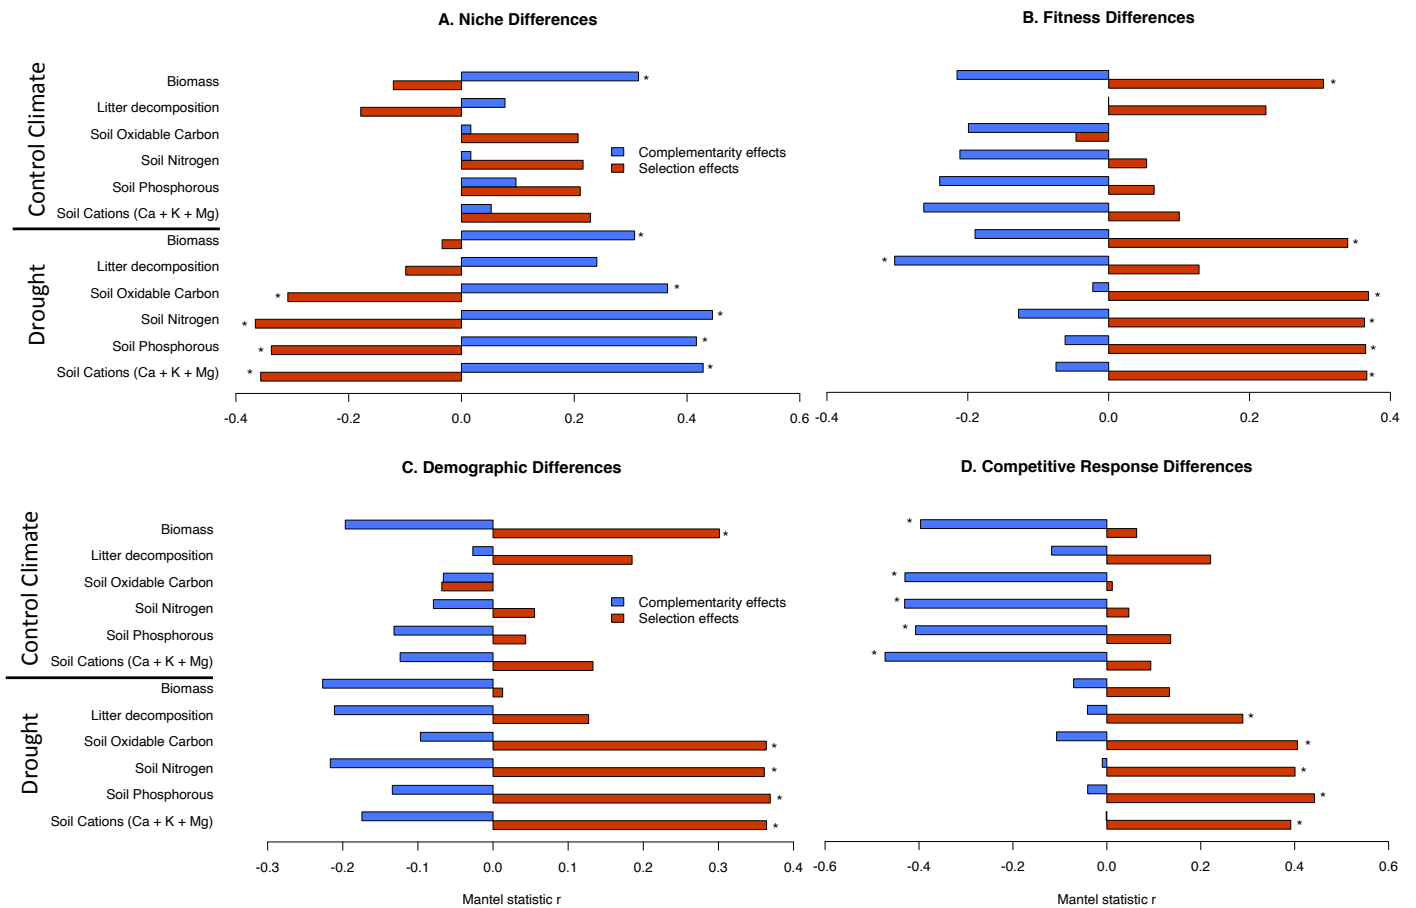 A. Niche Differences
B. Fitness Differences
Control Climate
Biomass
*
*
Litter decomposition
Soil Oxidable Carbon
Soil Nitrogen
Soil Phosphorous
Soil Cations (Ca + K + Mg)
Complementarity effects
Selection effects
Drought
Biomass
*
*
Litter decomposition
*
Soil Oxidable Carbon
*
*
*
Soil Nitrogen
*
*
*
Soil Phosphorous
*
*
*
Soil Cations (Ca + K + Mg)
*
*
*
-0.4 -0.2 0.0 0.2 0.4 0.6
-0.4 -0.2 0.0 0.2 0.4
C. Demographic Differences
D. Competitive Response Differences
Control Climate
Biomass
*
*
Litter decomposition
Soil Oxidable Carbon
*
Soil Nitrogen
*
Soil Phosphorous
*
Soil Cations (Ca + K + Mg)
*
Complementarity effects
Selection effects
Drought
Biomass
Litter decomposition
*
Soil Oxidable Carbon
*
*
Soil Nitrogen
*
*
Soil Phosphorous
*
*
Soil Cations (Ca + K + Mg)
*
*
-0.3 -0.2 -0.1 0.0 0.1 0.2 0.3 0.4
-0.6 -0.4 -0.2 0.0 0.2 0.4 0.6
Mantel statistic r
Mantel statistic r